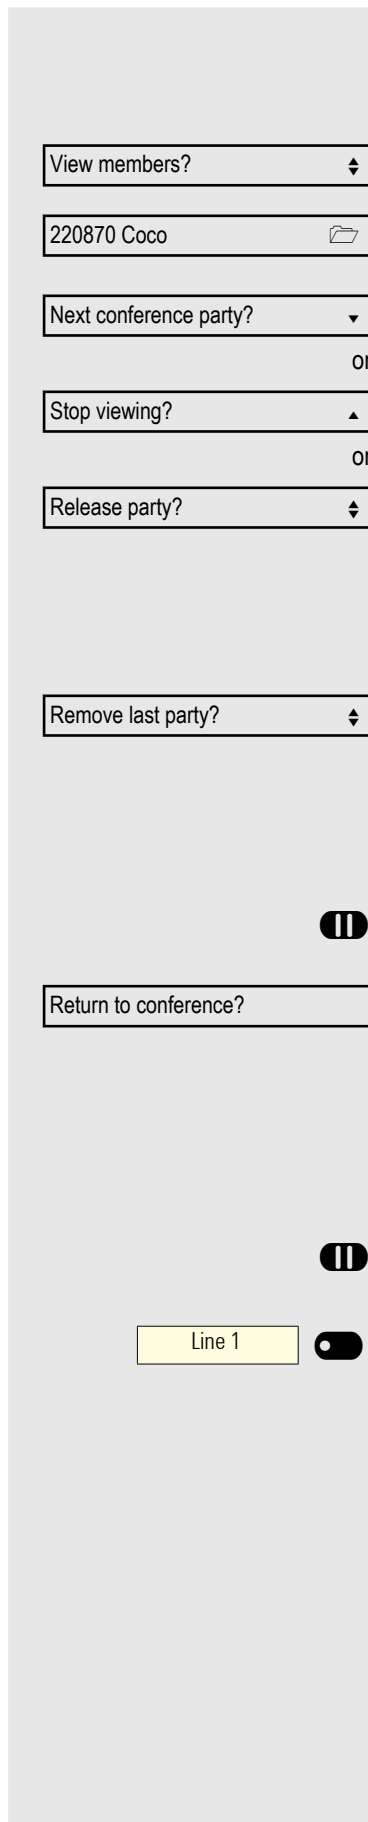 View members?
220870 Coco
Next conference party?
or
Stop viewing?
or
Release party?
Remove last party?
Return to conference?
Line 1